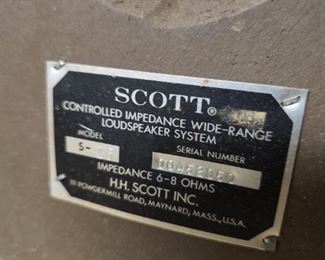 SCOTT®
CONTROLLED IMPEDANCE WIDE-RANGE
LOUDSPEAKER SYSTEM
MODEL
SERIAL NUMBER
S-
IMPEDANCE 6-8 OHMS
H.H. SCOTT INC.
111 POWDERMILL ROAD, MAYNARD, MASS., U.S.A.